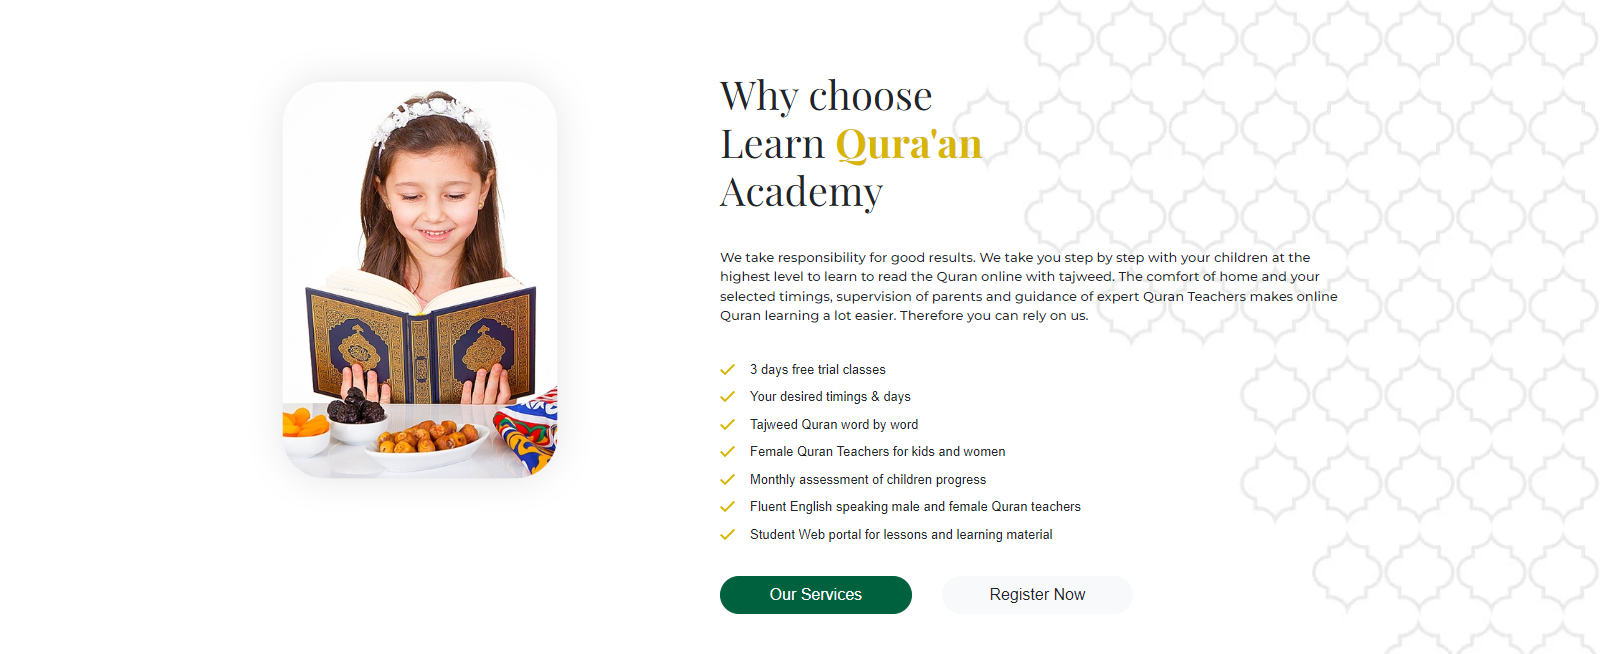 Why choose
Learn Qura'an
Academy
We take responsibility for good results. We take you step by step with your children at the
highest level to learn to read the Quran online with tajweed. The comfort of home and your
selected timings, supervision of parents and guidance of expert Quran Teachers makes online
Quran learning a lot easier. Therefore you can rely on us.
3 days free trial classes
Your desired timings & days
Tajweed Quran word by word
Female Quran Teachers for kids and women
Monthly assessment of children progress
Fluent English speaking male and female Quran teachers
Student Web portal for lessons and learning material
Our Services
Register Now